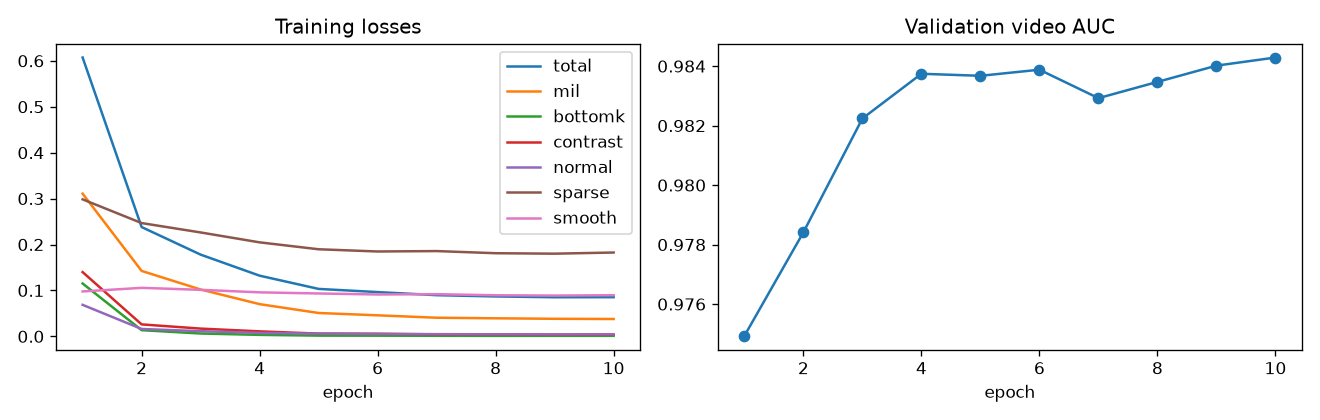 Training losses
0.6
0.5
0.4
0.3
0.2
0.1
0.0
total
mil
bottomk
contrast
normal
sparse
smooth
2
4
6
8
10
epoch
Validation video AUC
0.984
0.982
0.980
0.978
0.976
2
4
6
8
10
epoch